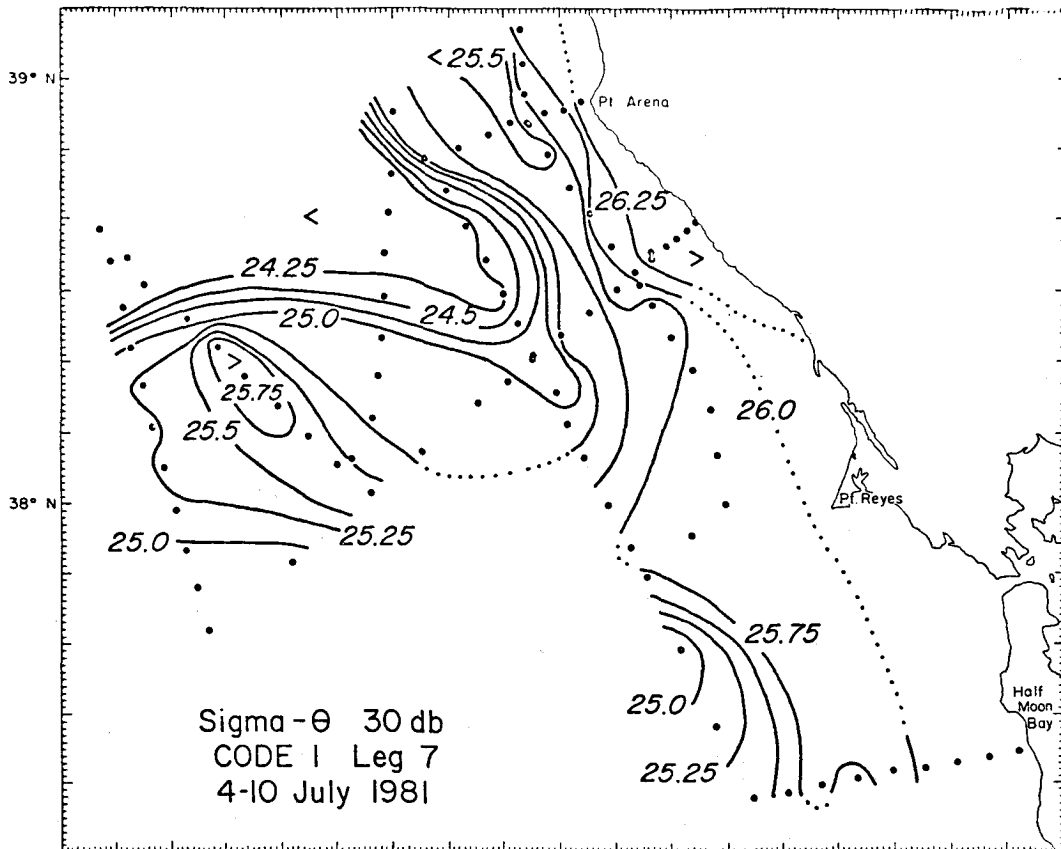 <25.5
39° N
Pt. Arena
26.25
<
>
24.25
24.5
25.0
>
25.75
25.5
26.0
38° N
Pt. Reyes
25.0
25.25
25.75
25.0
25.25
Half
Moon
Bay
Sigma-θ 30 db
CODE 1 Leg 7
4-10 July 1981